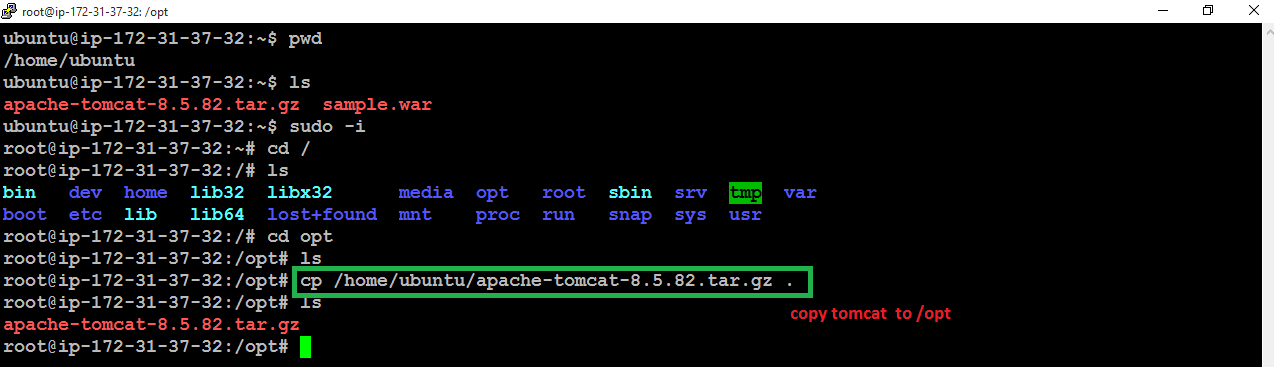 root@ip-172-31-37-32: /opt
ubuntu@ip-172-31-37-32:~$ pwd
/home/ubuntu
ubuntu@ip-172-31-37-32:~$ ls
apache-tomcat-8.5.82.tar.gz  sample.war
ubuntu@ip-172-31-37-32:~$ sudo -i
root@ip-172-31-37-32:~# cd /
root@ip-172-31-37-32:/# ls
bin   dev  home  lib32  libx32      media  opt   root  sbin  srv  tmp  var
boot  etc  lib   lib64  lost+found  mnt    proc  run   snap  sys  usr
root@ip-172-31-37-32:/# cd opt
root@ip-172-31-37-32:/opt# ls
root@ip-172-31-37-32:/opt# cp /home/ubuntu/apache-tomcat-8.5.82.tar.gz .
root@ip-172-31-37-32:/opt# ls
copy tomcat  to /opt
apache-tomcat-8.5.82.tar.gz
root@ip-172-31-37-32:/opt#